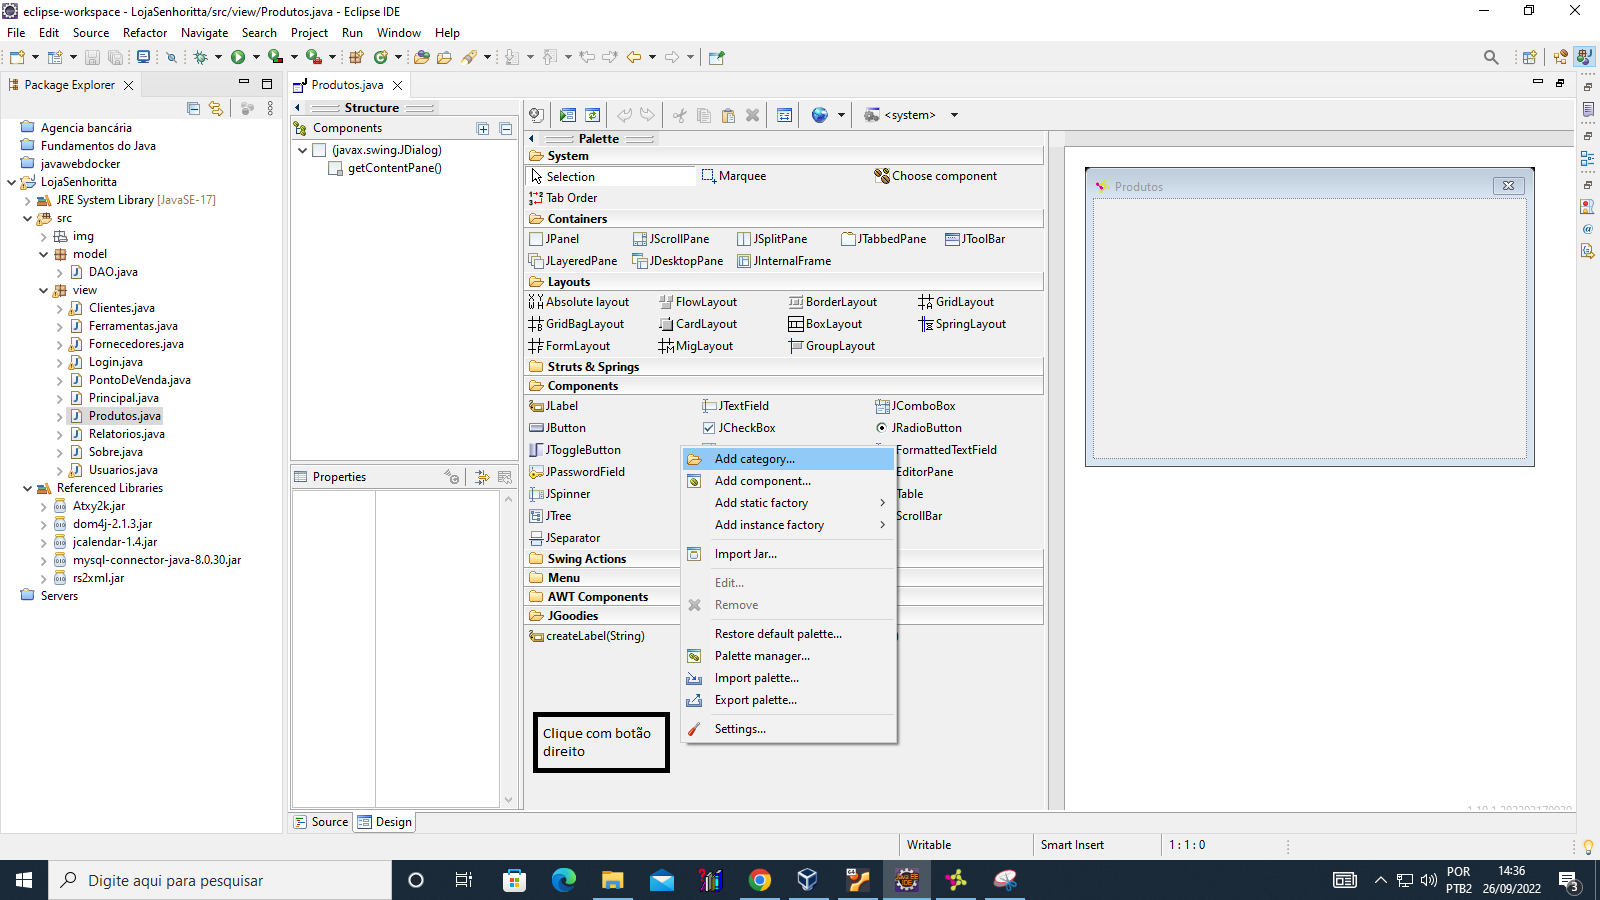 eclipse-workspace - LojaSenhoritta/src/view/Produtos.java - Eclipse IDE
File Edit Source Refactor Navigate Search Project Run Window Help
Package Explorer
Agencia bancária
Fundamentos do Java
javawebdocker
LojaSenhoritta
JRE System Library [JavaSE-17]
src
img
model
DAO.java
view
Clientes.java
Ferramentas.java
Fornecedores.java
Login.java
PontoDeVenda.java
Principal.java
Produtos.java
Relatorios.java
Sobre.java
Usuarios.java
Referenced Libraries
Atxy2k.jar
dom4j-2.1.3.jar
jcalendar-1.4.jar
mysql-connector-java-8.0.30.jar
rs2xml.jar
Servers
Produtos.java
Structure
Components
(javax.swing.JDialog)
getContentPane()
Properties
<system>
Palette
System
Selection Marquee Choose component
Tab Order
Containers
JPanel JScrollPane JSplitPane JTabbedPane JToolBar
JLayeredPane JDesktopPane JInternalFrame
Layouts
Absolute layout FlowLayout BorderLayout GridLayout
GridBagLayout CardLayout BoxLayout SpringLayout
FormLayout MigLayout GroupLayout
Struts & Springs
Components
JLabel JTextField JComboBox
JButton JCheckBox JRadioButton
JToggleButton FormattedTextField
JPasswordField EditorPane
JSpinner Table
JTree ScrollBar
JSeparator
Swing Actions
Menu
AWT Components
JGoodies
createLabel(String)
Add category...
Add component...
Add static factory
Add instance factory
Import Jar...
Edit...
Remove
Restore default palette...
Palette manager...
Import palette...
Export palette...
Settings...
Clique com botão
direito
Produtos
Source Design
Writable Smart Insert 1 : 1 : 0
Digite aqui para pesquisar
POR
PTB2
14:36
26/09/2022
3